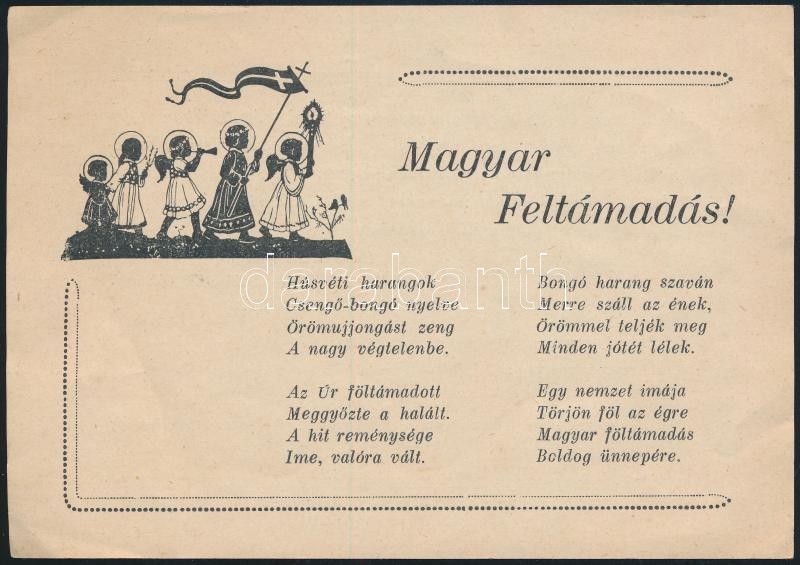 Magyar
Feltámadás!
Húsvéti harangok
Csengő-bongó nyelve
Örömujjongást zeng
A nagy végtelenbe.
Az Úr föltámadott
Meggyőzte a halált.
A hit reménysége
Ime, valóra vált.
Bongó harang szaván
Merre száll az ének,
Örömmel teljék meg
Minden jótét lélek.
Egy nemzet imája
Törjön föl az égre
Magyar föltámadás
Boldog ünnepére.
darabanth